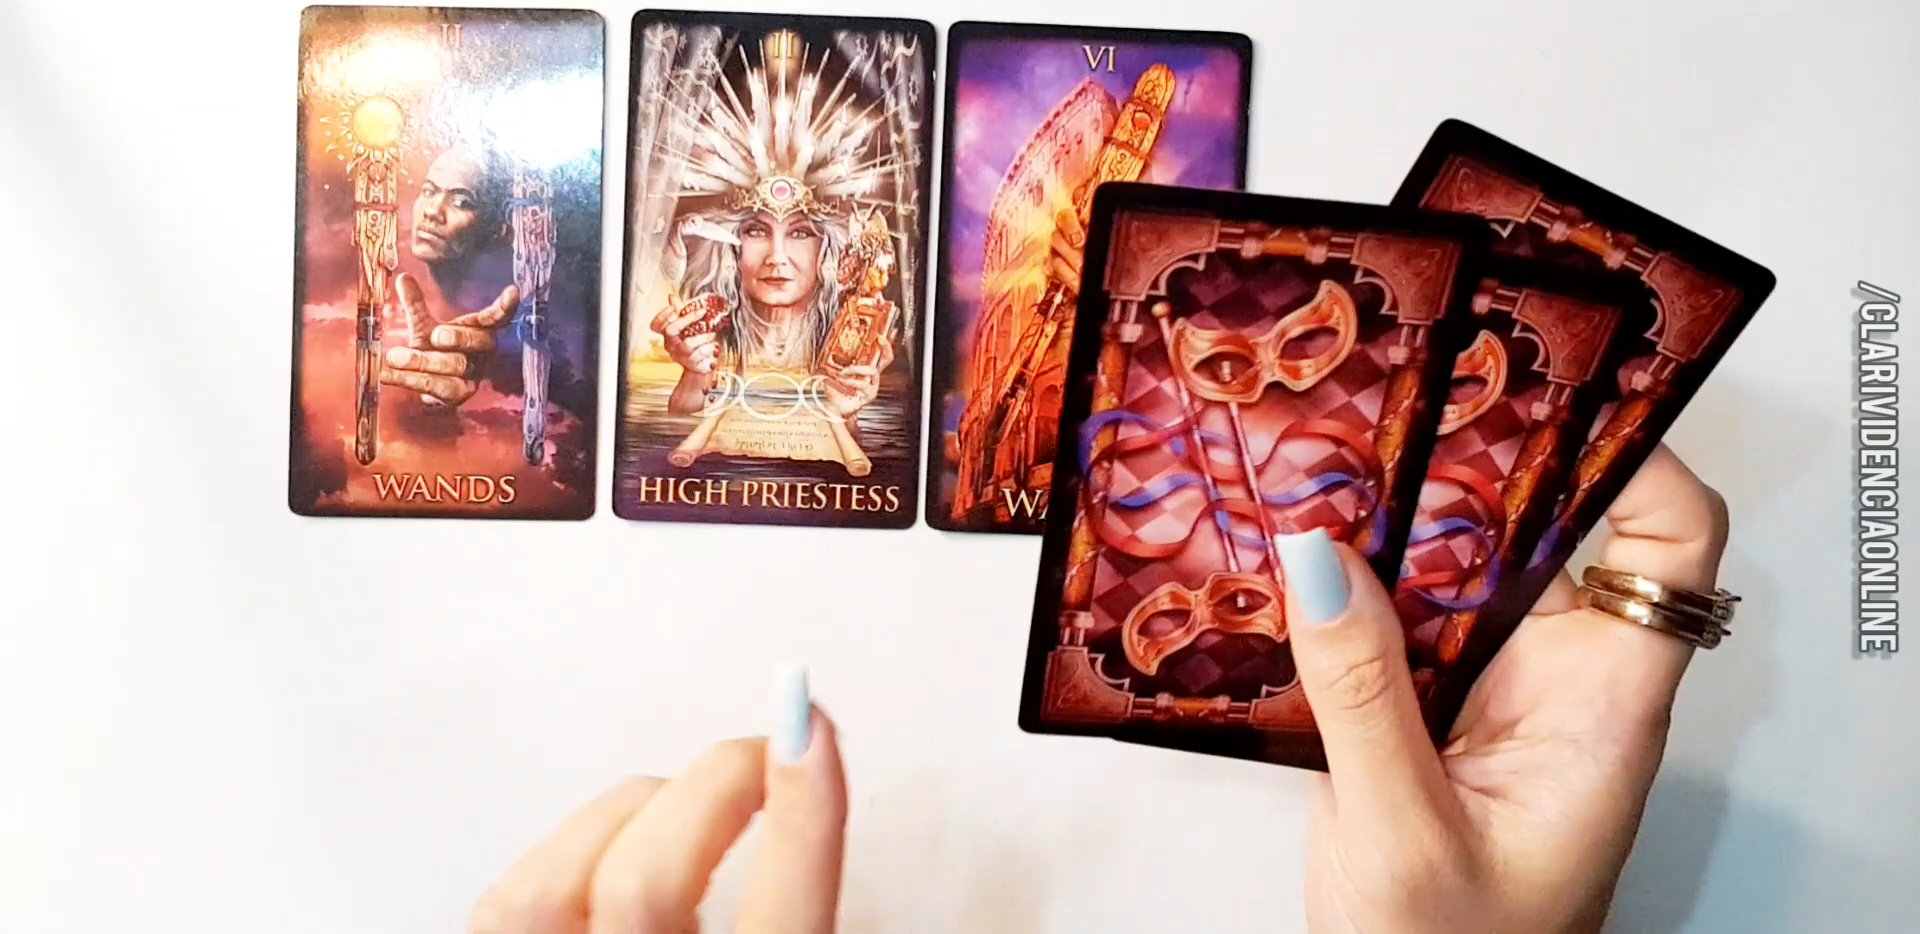 II
WANDS
II
HIGH PRIESTESS
VI
/CLARIVIDENCIAONLINE